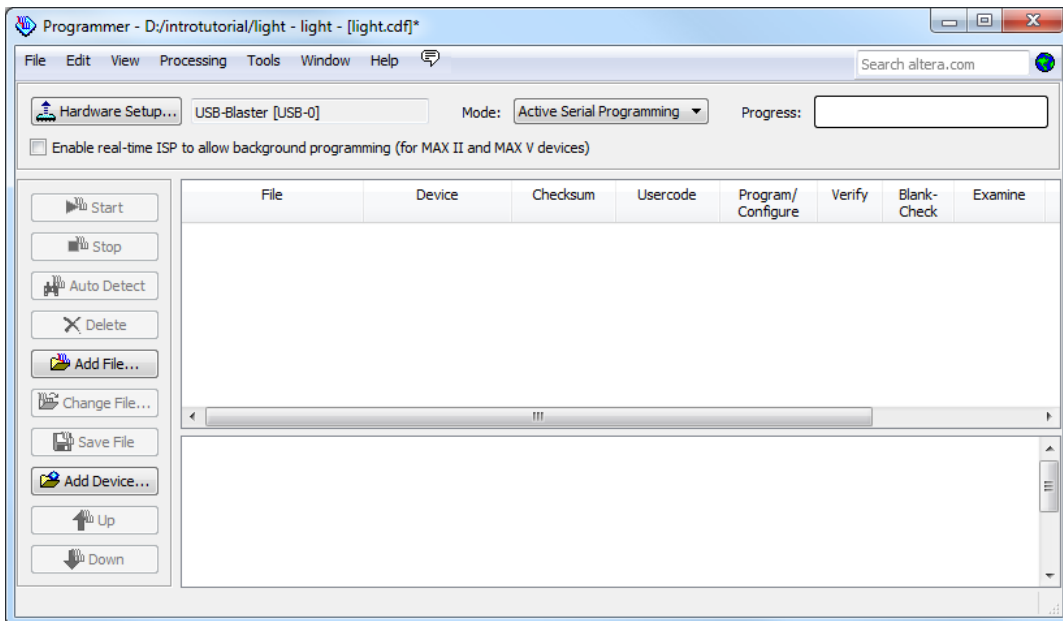 Programmer - D:/introtutorial/light - light - [light.cdf]*
File Edit View Processing Tools Window Help Search altera.com
Hardware Setup... USB-Blaster [USB-0] Mode: Active Serial Programming Progress:
Enable real-time ISP to allow background programming (for MAX II and MAX V devices)
File Device Checksum Usercode Program/ Verify Blank- Examine
Configure Check
Start
Stop
Auto Detect
Delete
Add File...
Change File...
Save File
Add Device...
Up
Down